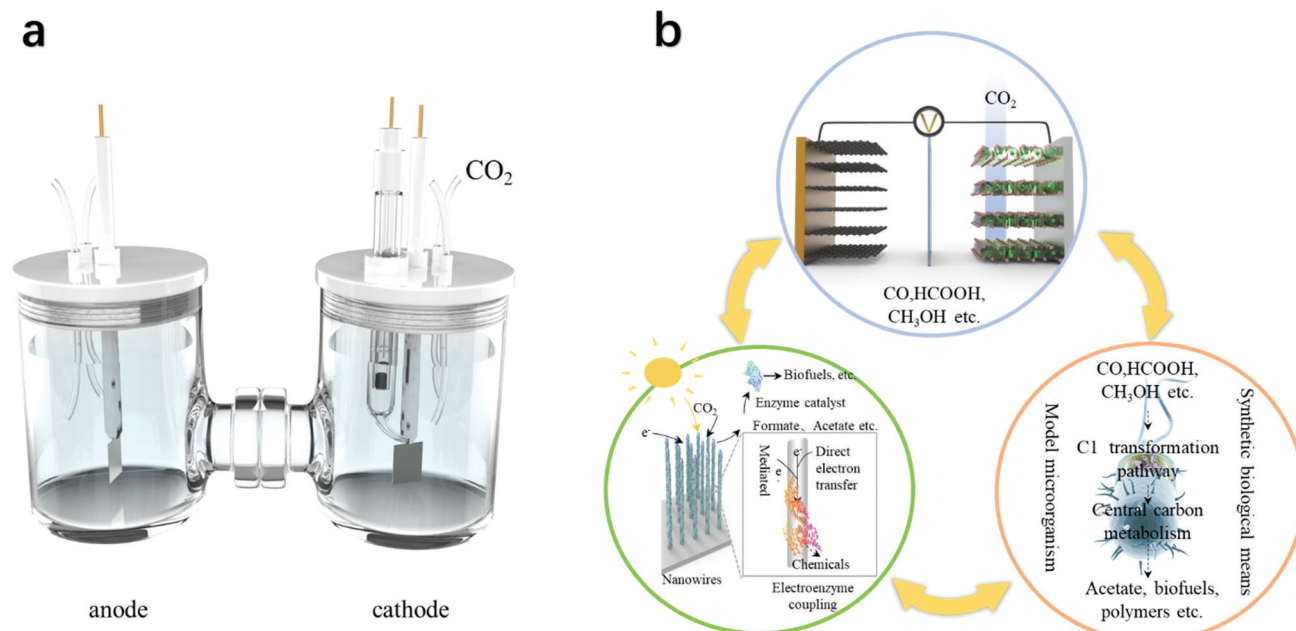 a
CO2
anode
cathode
b
CO2
V
CO,HCOOH,
CH3OH etc.
Biofuels, etc.
Enzyme catalyst
CO2
Formate、Acetate etc.
e-
Mediated
e-
e-
Direct
electron
transfer
Chemicals
Nanowires
Electroenzyme
coupling
CO,HCOOH,
CH3OH etc.
Model microorganism
C1 transformation
pathway
Central carbon
metabolism
Acetate, biofuels,
polymers etc.
Synthetic biological means